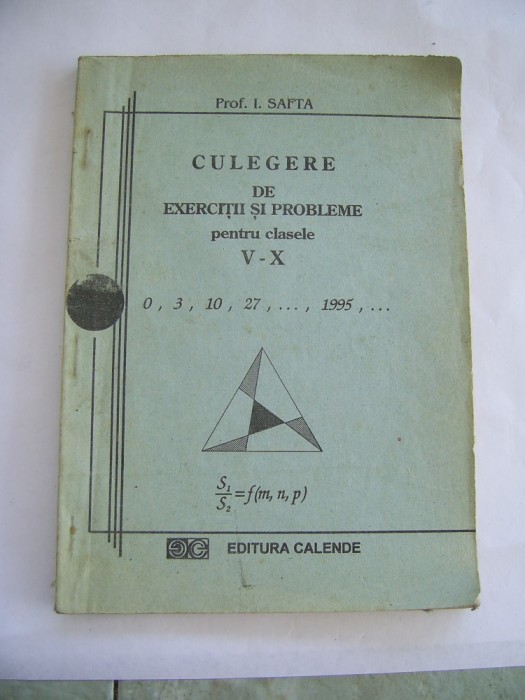 Prof. I. SAFTA
CULEGERE
DE
EXERCIȚII ȘI PROBLEME
pentru clasele
V - X
0 , 3 , 10 , 27 , ... , 1995 , ...
S₁/S₂ = f(m, n, p)
EDITURA CALENDE